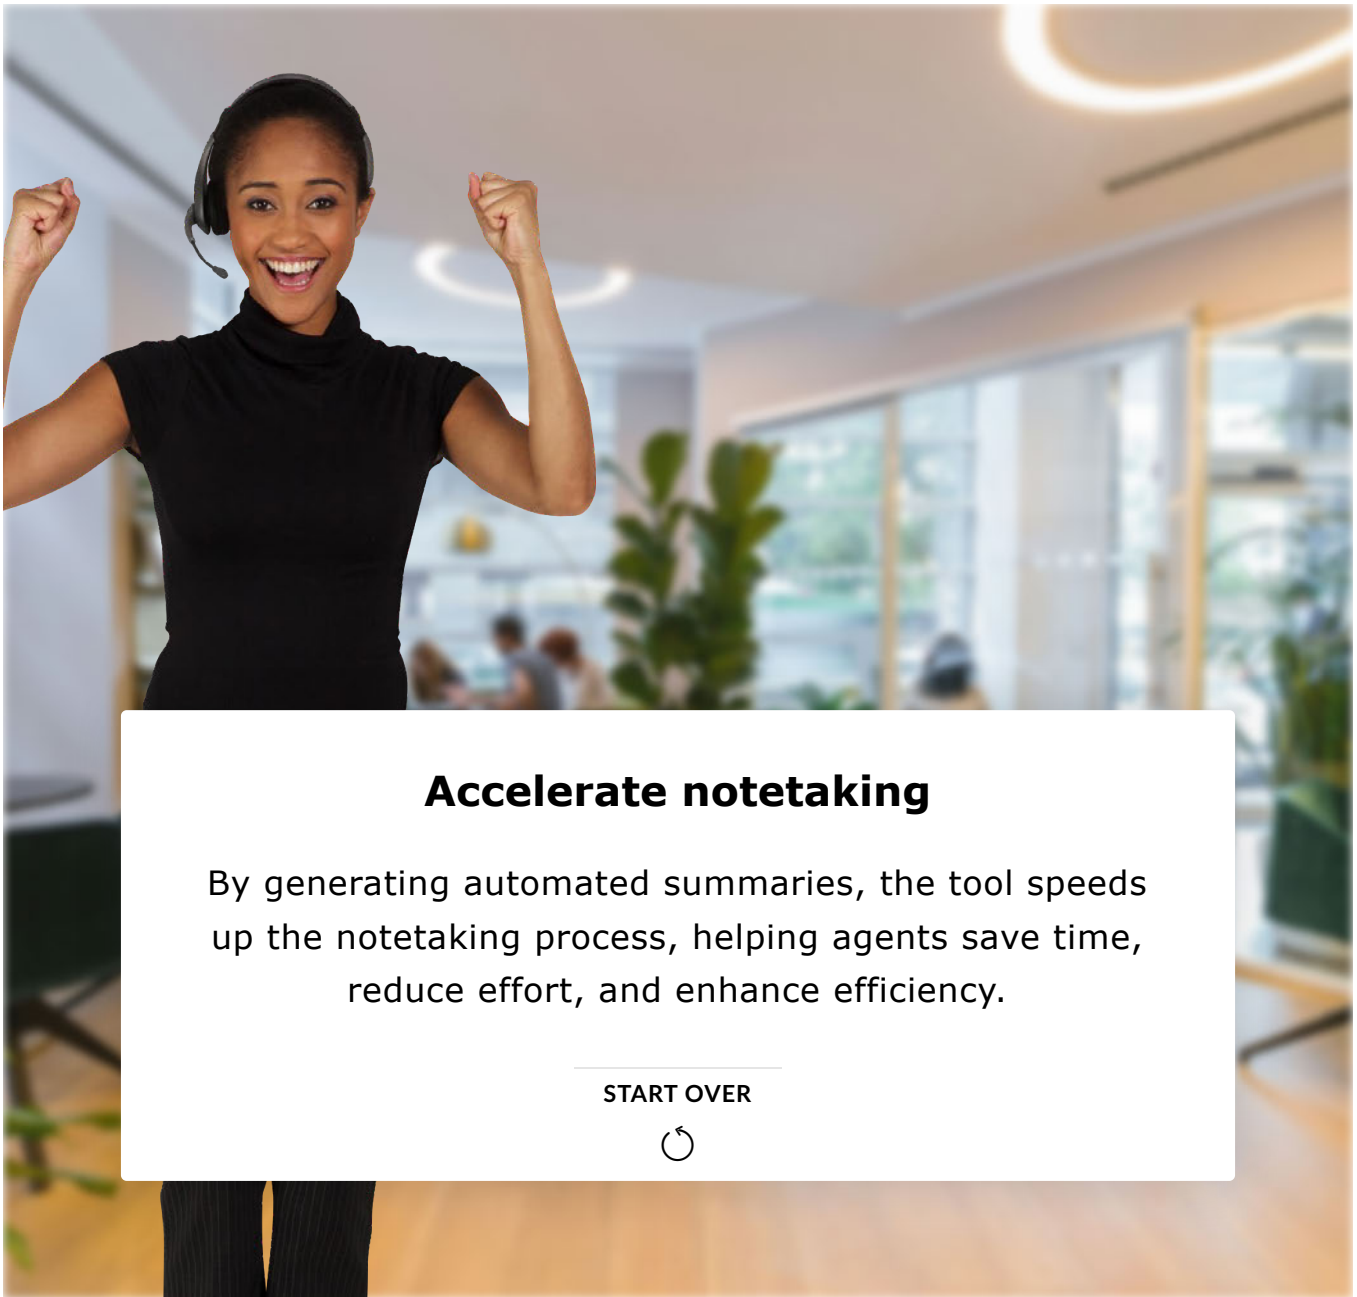 Accelerate notetaking
By generating automated summaries, the tool speeds
up the notetaking process, helping agents save time,
reduce effort, and enhance efficiency.
START OVER